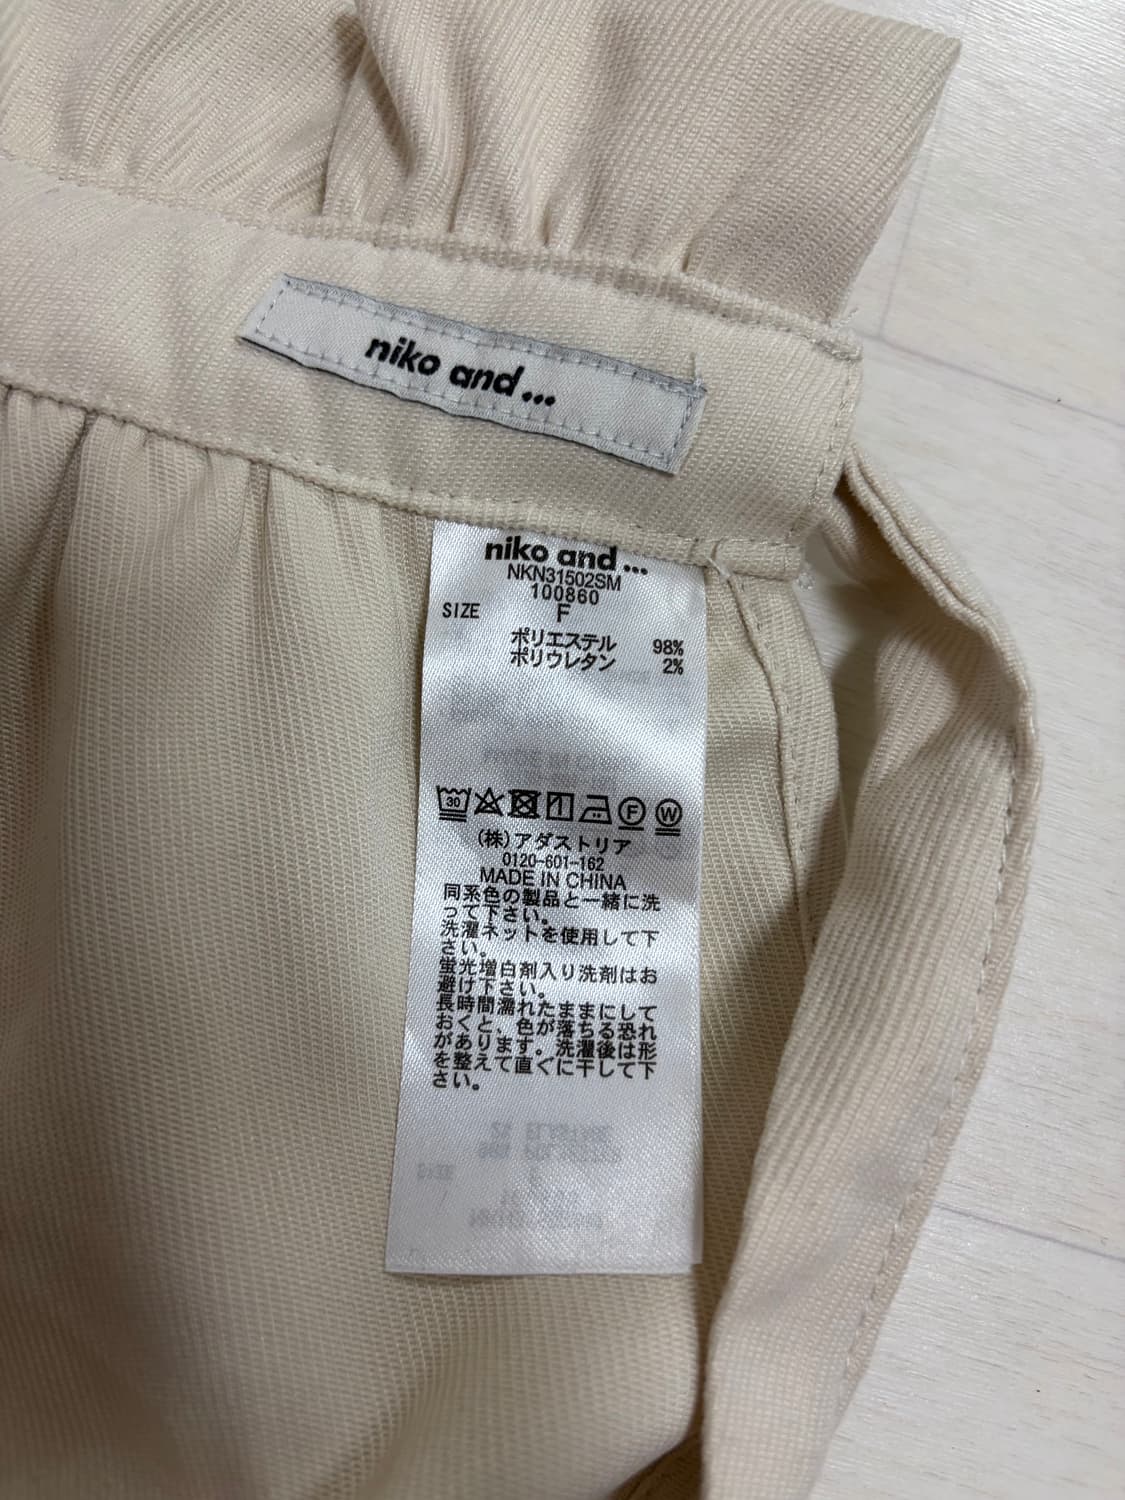 niko and...
niko and...
NKN31502SM
100860
SIZE F
ポリエステル 98%
ポリウレタン 2%
30 F W
(株)アダストリア
0120-601-162
MADE IN CHINA
同系色の製品と一緒に洗
って下さい。
洗濯ネットを使用して下
さい。
蛍光増白剤入り洗剤はお
避け下さい。
長時間濡れたままにして
おくと、色が落ちる恐れ
があります。洗濯後は形
を整えて直ぐに干して下
さい。